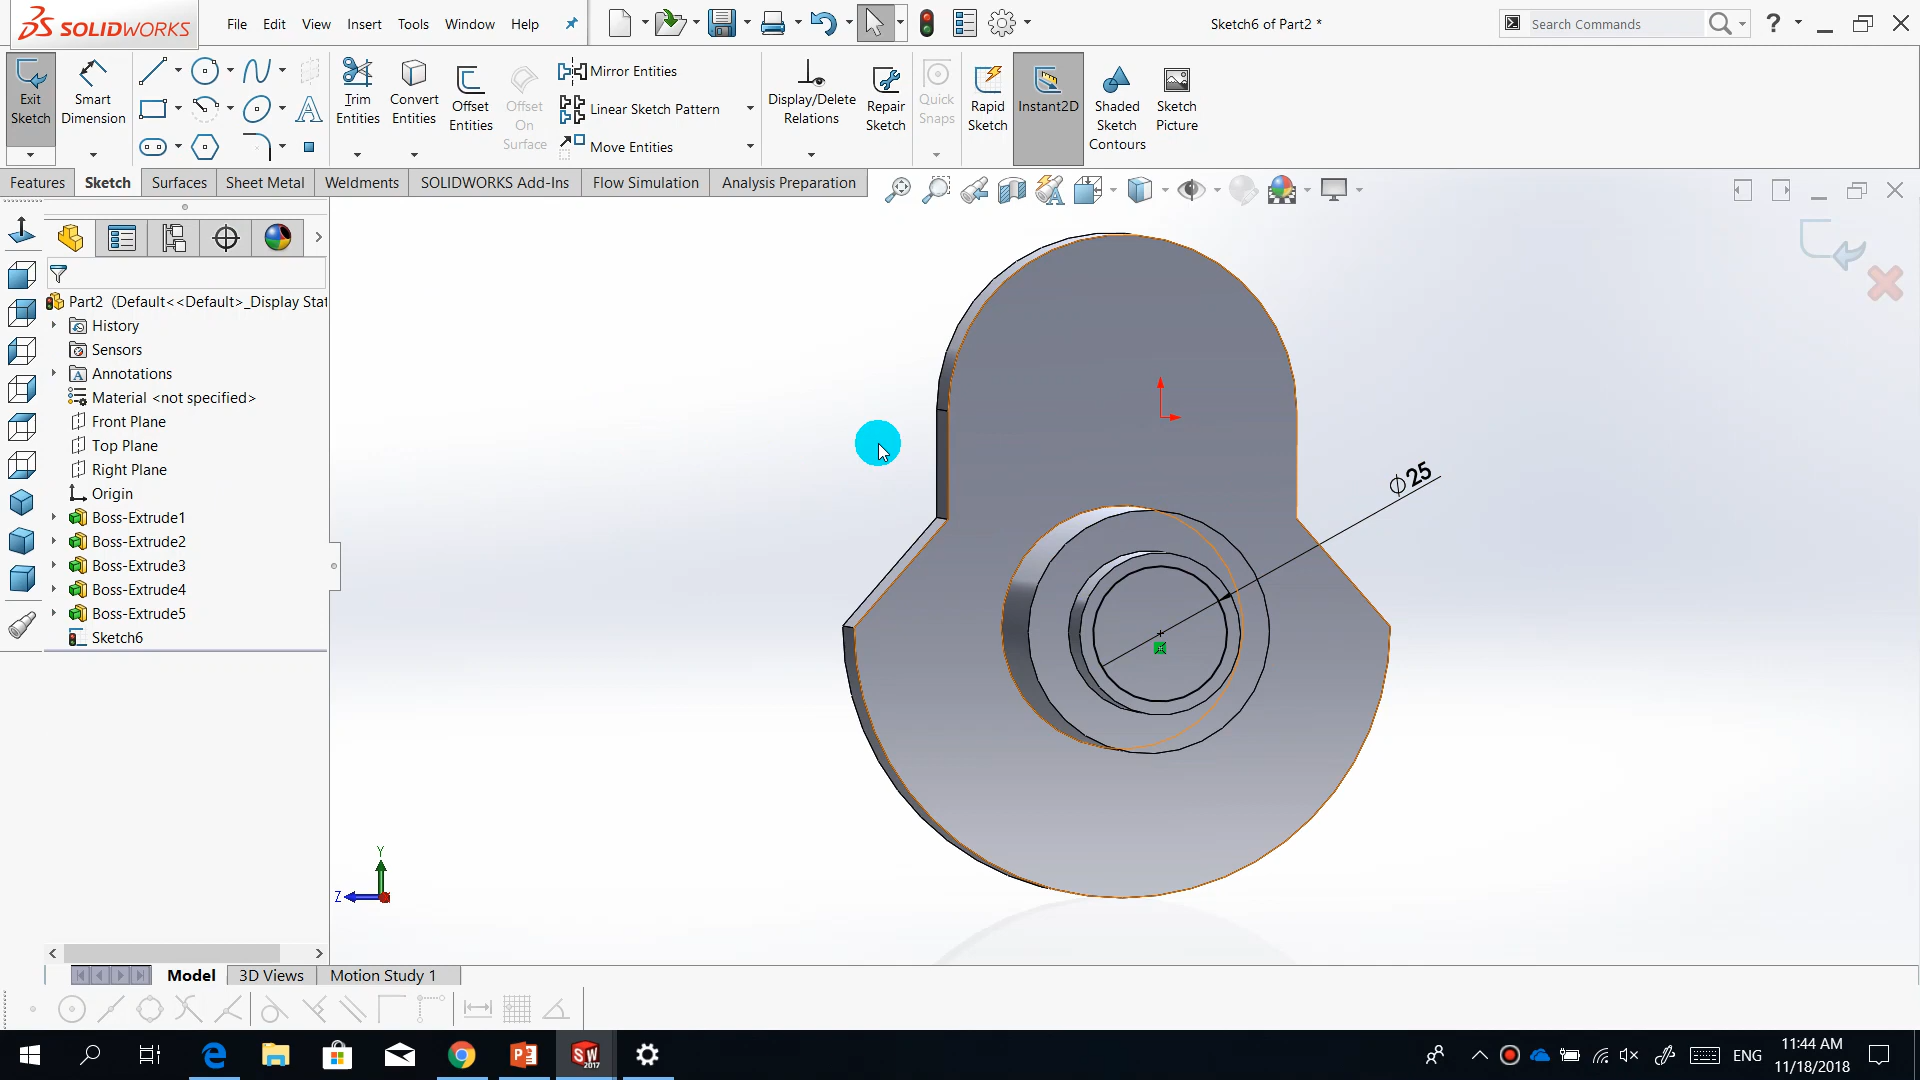 SOLIDWORKS File Edit View Insert Tools Window Help Sketch6 of Part2 * Search Commands ?
Exit Sketch
Smart Dimension
Trim Entities
Convert Entities
Offset Entities
Offset On Surface
Mirror Entities
Linear Sketch Pattern
Move Entities
Display/Delete Relations
Repair Sketch
Quick Snaps
Rapid Sketch
Instant2D
Shaded Sketch Contours
Sketch Picture
Features Sketch Surfaces Sheet Metal Weldments SOLIDWORKS Add-Ins Flow Simulation Analysis Preparation
Part2 (Default<<Default>_Display Stat
History
Sensors
Annotations
Material <not specified>
Front Plane
Top Plane
Right Plane
Origin
Boss-Extrude1
Boss-Extrude2
Boss-Extrude3
Boss-Extrude4
Boss-Extrude5
Sketch6
∅25
Y
Z
Model 3D Views Motion Study 1
SW 2017
ENG
11:44 AM
11/18/2018